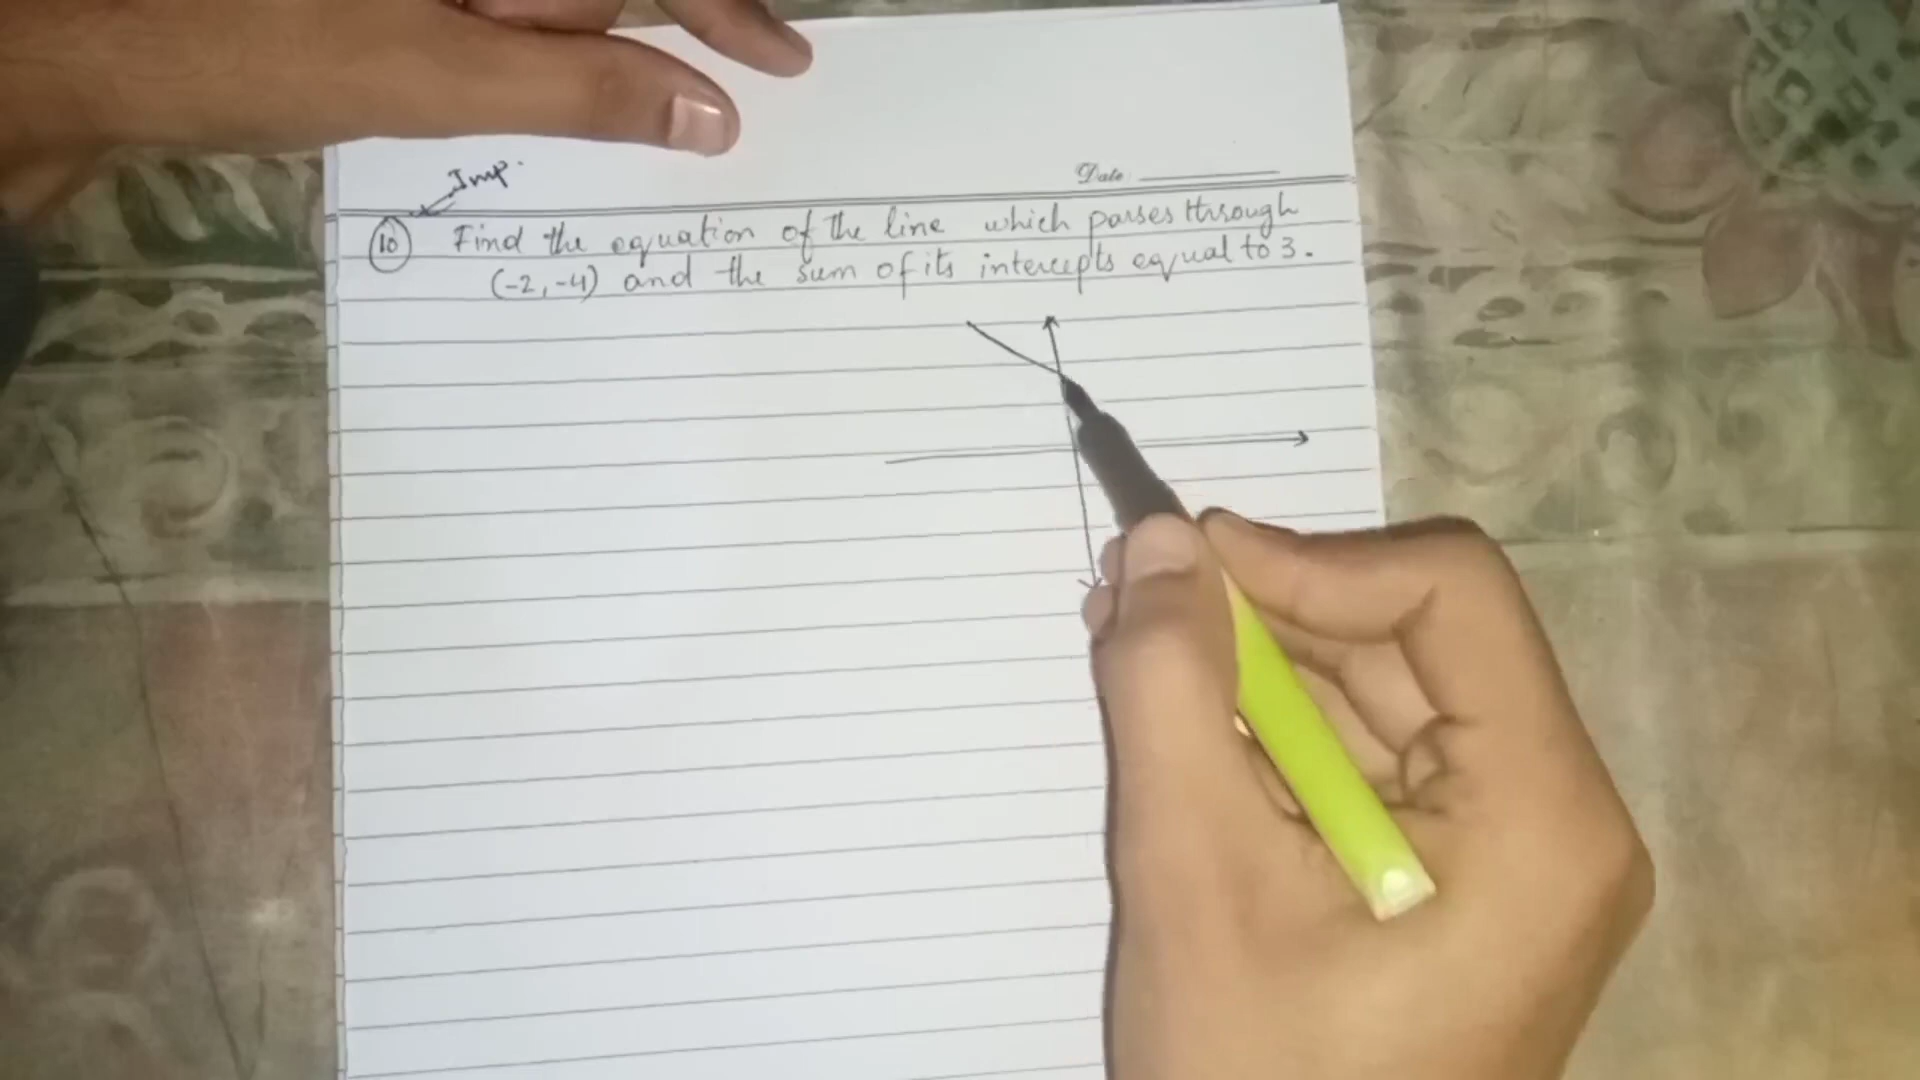 Imp.
Date
10 Find the equation of the line which passes through
(-2,-4) and the sum of its intercepts equal to 3.